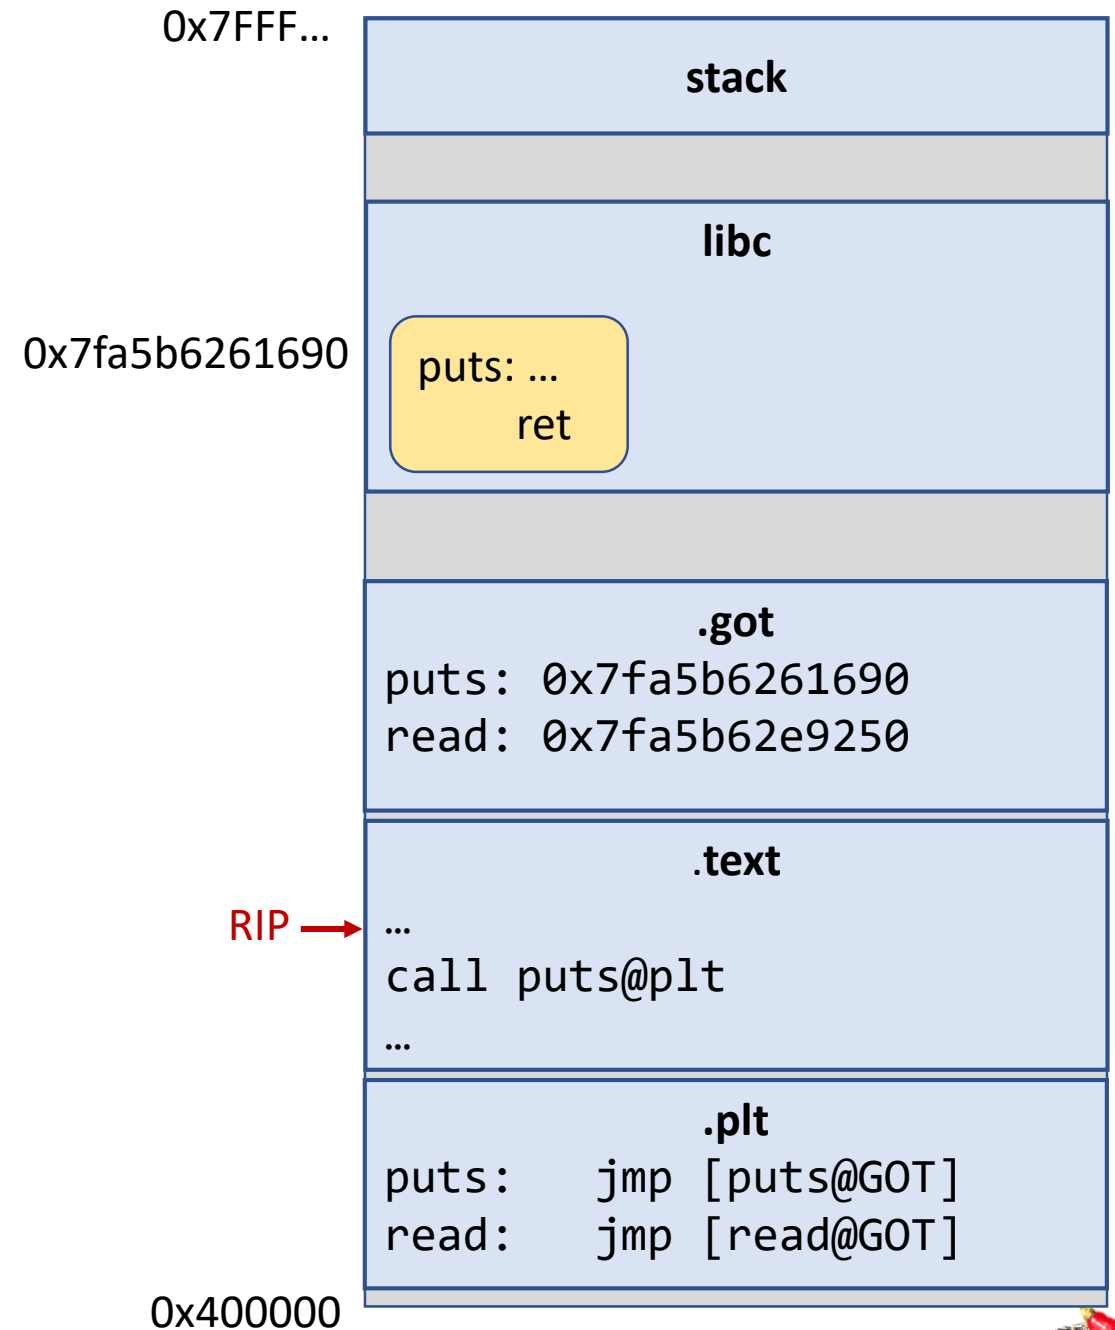 0x7FFF…
stack
libc
0x7fa5b6261690
puts: …
ret
.got
puts: 0x7fa5b6261690
read: 0x7fa5b62e9250
.text
RIP
…
call puts@plt
…
.plt
puts: jmp [puts@GOT]
read: jmp [read@GOT]
0x400000